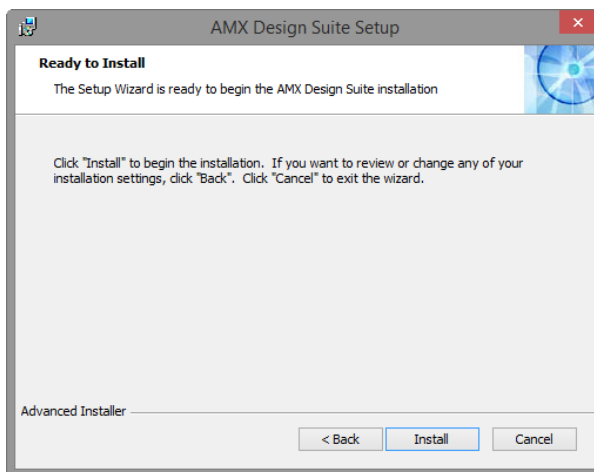 AMX Design Suite Setup
Ready to Install
The Setup Wizard is ready to begin the AMX Design Suite installation
Click "Install" to begin the installation.  If you want to review or change any of your
installation settings, click "Back".  Click "Cancel" to exit the wizard.
Advanced Installer
< Back Install Cancel